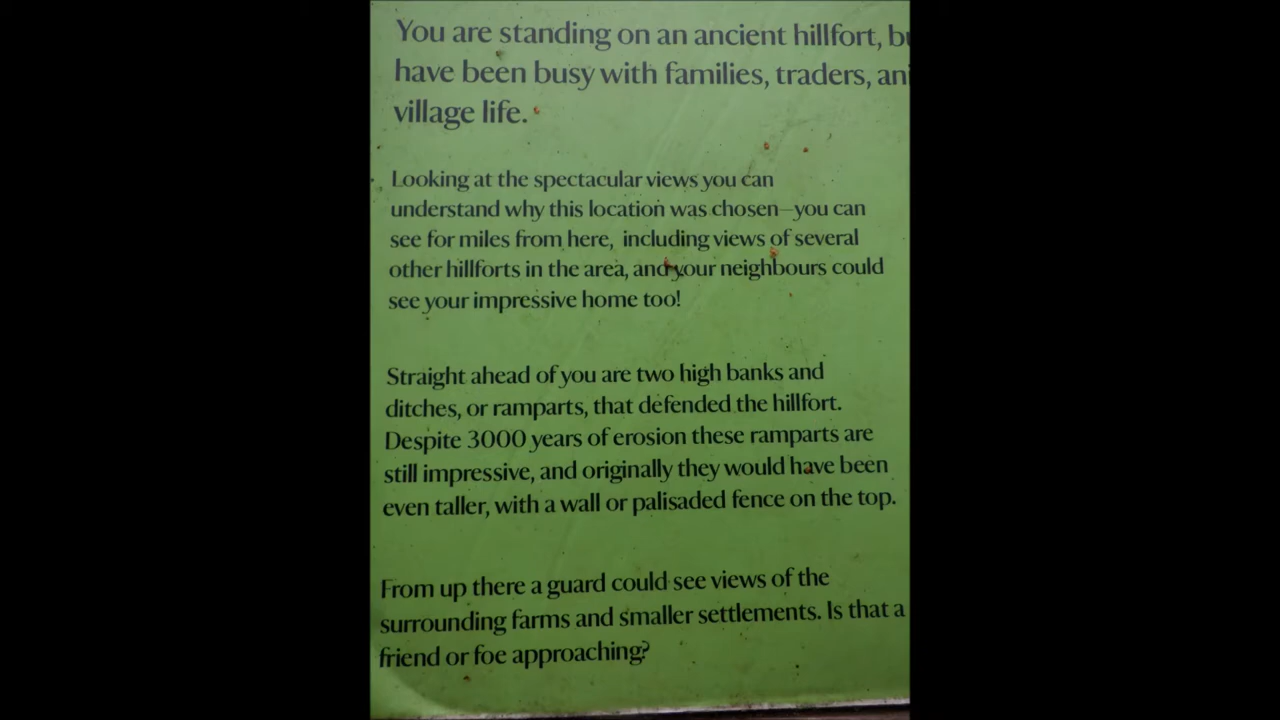 You are standing on an ancient hillfort,
have been busy with families, traders,
village life.
Looking at the spectacular views you can
understand why this location was chosen—you can
see for miles from here, including views of several
other hillforts in the area, and your neighbours could
see your impressive home too!
Straight ahead of you are two high banks and
ditches, or ramparts, that defended the hillfort.
Despite 3000 years of erosion these ramparts are
still impressive, and originally they would have been
even taller, with a wall or palisaded fence on the top.
From up there a guard could see views of the
surrounding farms and smaller settlements. Is that a
friend or foe approaching?